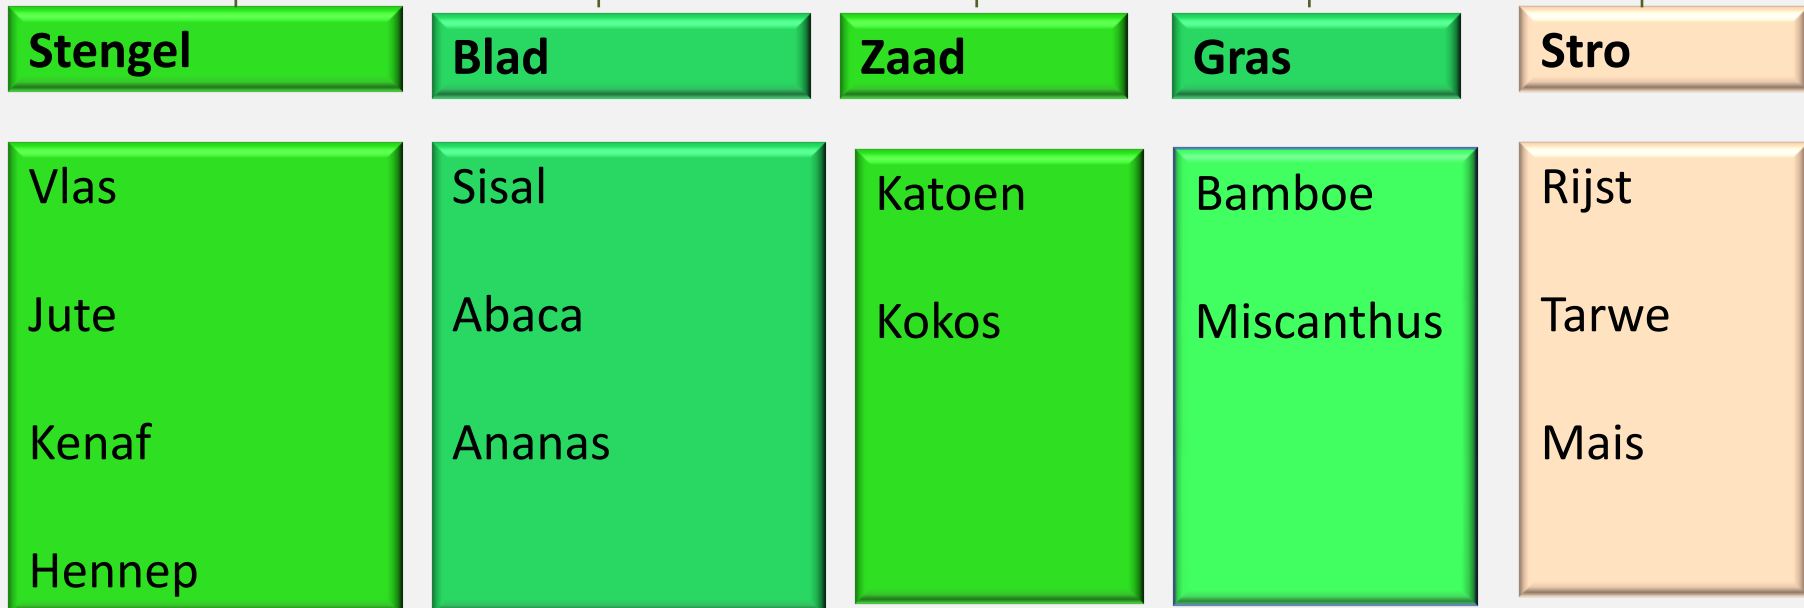 Stengel
Blad
Zaad
Gras
Stro
Vlas
Jute
Kenaf
Hennep
Sisal
Abaca
Ananas
Katoen
Kokos
Bamboe
Miscanthus
Rijst
Tarwe
Mais